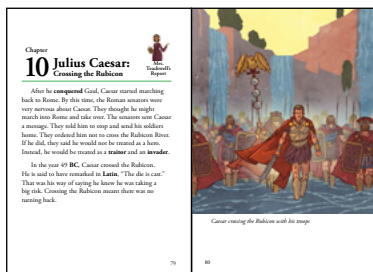 Chapter
10 Julius Caesar:
Crossing the Rubicon
Mrs.
Teachwell's
Report
After he conquered Gaul, Caesar started marching
back to Rome. By this time, the Roman senators were
very nervous about Caesar. They thought he might
march into Rome and take over. The senators sent Caesar
a message. They told him to stop and send his soldiers
home. They ordered him not to cross the Rubicon River.
If he did, they said he would not be treated as a hero.
Instead, he would be treated as a traitor and an invader.
In the year 49 BC, Caesar crossed the Rubicon.
He is said to have remarked in Latin, "The die is cast."
That was his way of saying he knew he was taking a
big risk. Crossing the Rubicon meant there was no
turning back.
79
Caesar crossing the Rubicon with his troops
80